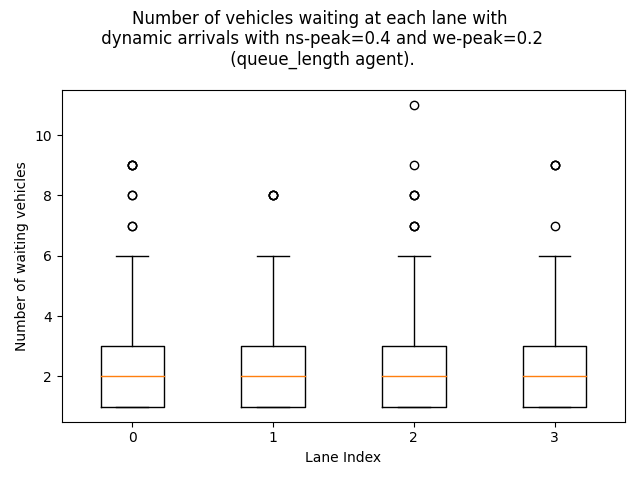 Number of vehicles waiting at each lane with
dynamic arrivals with ns-peak=0.4 and we-peak=0.2
(queue_length agent).
Number of waiting vehicles
10
8
6
4
2
0 1 2 3
Lane Index